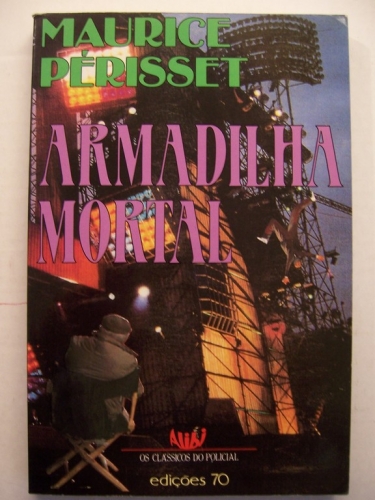 MAURICE
PÉRISSET
ARMADILHA
MORTAL
OS CLÁSSICOS DO POLICIAL
edições 70